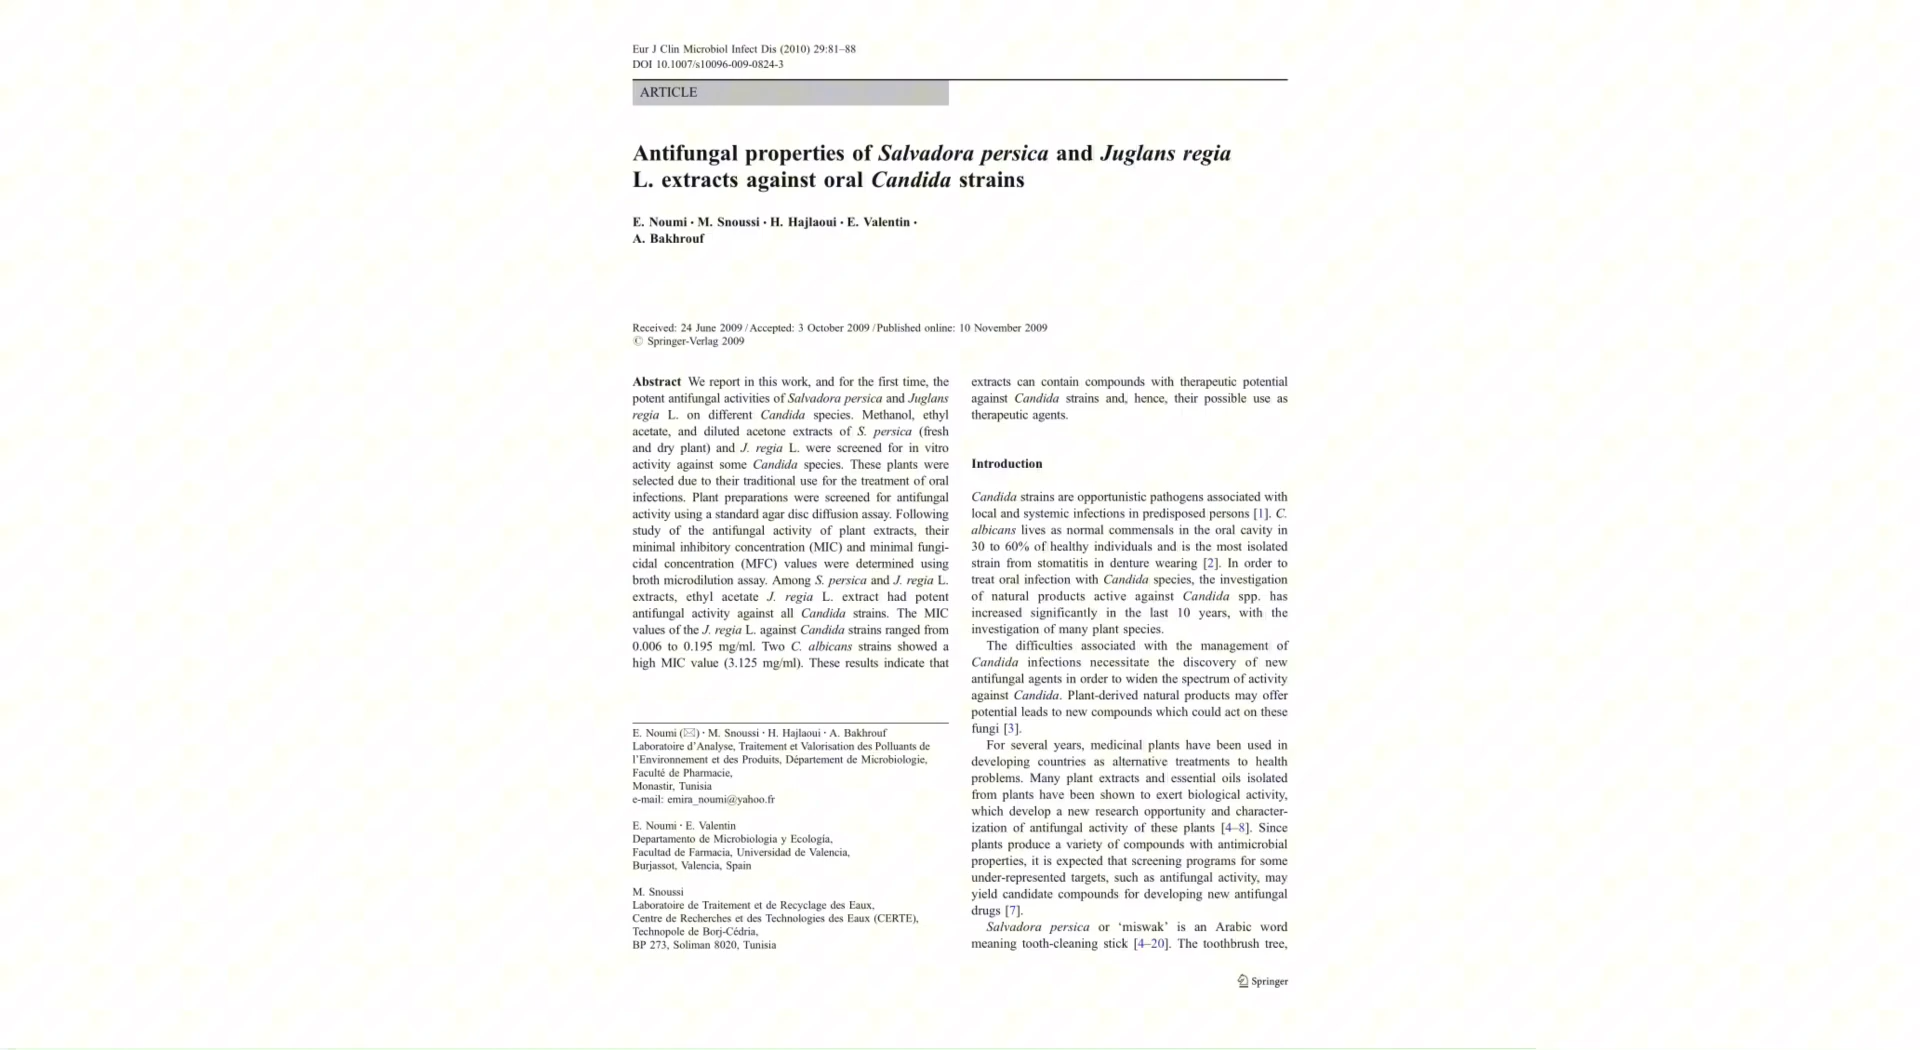 Eur J Clin Microbiol Infect Dis (2010) 29:81–88
DOI 10.1007/s10096-009-0824-3
ARTICLE
Antifungal properties of Salvadora persica and Juglans regia
L. extracts against oral Candida strains
E. Noumi · M. Snoussi · H. Hajlaoui · E. Valentin ·
A. Bakhrouf
Received: 24 June 2009 / Accepted: 3 October 2009 / Published online: 10 November 2009
© Springer-Verlag 2009
Abstract We report in this work, and for the first time, the
potent antifungal activities of Salvadora persica and Juglans
regia L. on different Candida species. Methanol, ethyl
acetate, and diluted acetone extracts of S. persica (fresh
and dry plant) and J. regia L. were screened for in vitro
activity against some Candida species. These plants were
selected due to their traditional use for the treatment of oral
infections. Plant preparations were screened for antifungal
activity using a standard agar disc diffusion assay. Following
study of the antifungal activity of plant extracts, their
minimal inhibitory concentration (MIC) and minimal fungi-
cidal concentration (MFC) values were determined using
broth microdilution assay. Among S. persica and J. regia L.
extracts, ethyl acetate J. regia L. extract had potent
antifungal activity against all Candida strains. The MIC
values of the J. regia L. against Candida strains ranged from
0.006 to 0.195 mg/ml. Two C. albicans strains showed a
high MIC value (3.125 mg/ml). These results indicate that
E. Noumi (✉) · M. Snoussi · H. Hajlaoui · A. Bakhrouf
Laboratoire d'Analyse, Traitement et Valorisation des Polluants de
l'Environnement et des Produits, Département de Microbiologie,
Faculté de Pharmacie,
Monastir, Tunisia
e-mail: emira_noumi@yahoo.fr
E. Noumi · E. Valentin
Departamento de Microbiología y Ecología,
Facultad de Farmacia, Universidad de Valencia,
Burjassot, Valencia, Spain
M. Snoussi
Laboratoire de Traitement et de Recyclage des Eaux,
Centre de Recherches et des Technologies des Eaux (CERTE),
Technopole de Borj-Cédria,
BP 273, Soliman 8020, Tunisia
extracts can contain compounds with therapeutic potential
against Candida strains and, hence, their possible use as
therapeutic agents.
Introduction
Candida strains are opportunistic pathogens associated with
local and systemic infections in predisposed persons [1]. C.
albicans lives as normal commensals in the oral cavity in
30 to 60% of healthy individuals and is the most isolated
strain from stomatitis in denture wearing [2]. In order to
treat oral infection with Candida species, the investigation
of natural products active against Candida spp. has
increased significantly in the last 10 years, with the
investigation of many plant species.
The difficulties associated with the management of
Candida infections necessitate the discovery of new
antifungal agents in order to widen the spectrum of activity
against Candida. Plant-derived natural products may offer
potential leads to new compounds which could act on these
fungi [3].
For several years, medicinal plants have been used in
developing countries as alternative treatments to health
problems. Many plant extracts and essential oils isolated
from plants have been shown to exert biological activity,
which develop a new research opportunity and character-
ization of antifungal activity of these plants [4–8]. Since
plants produce a variety of compounds with antimicrobial
properties, it is expected that screening programs for some
under-represented targets, such as antifungal activity, may
yield candidate compounds for developing new antifungal
drugs [7].
Salvadora persica or ‘miswak’ is an Arabic word
meaning tooth-cleaning stick [4–20]. The toothbrush tree,
Springer